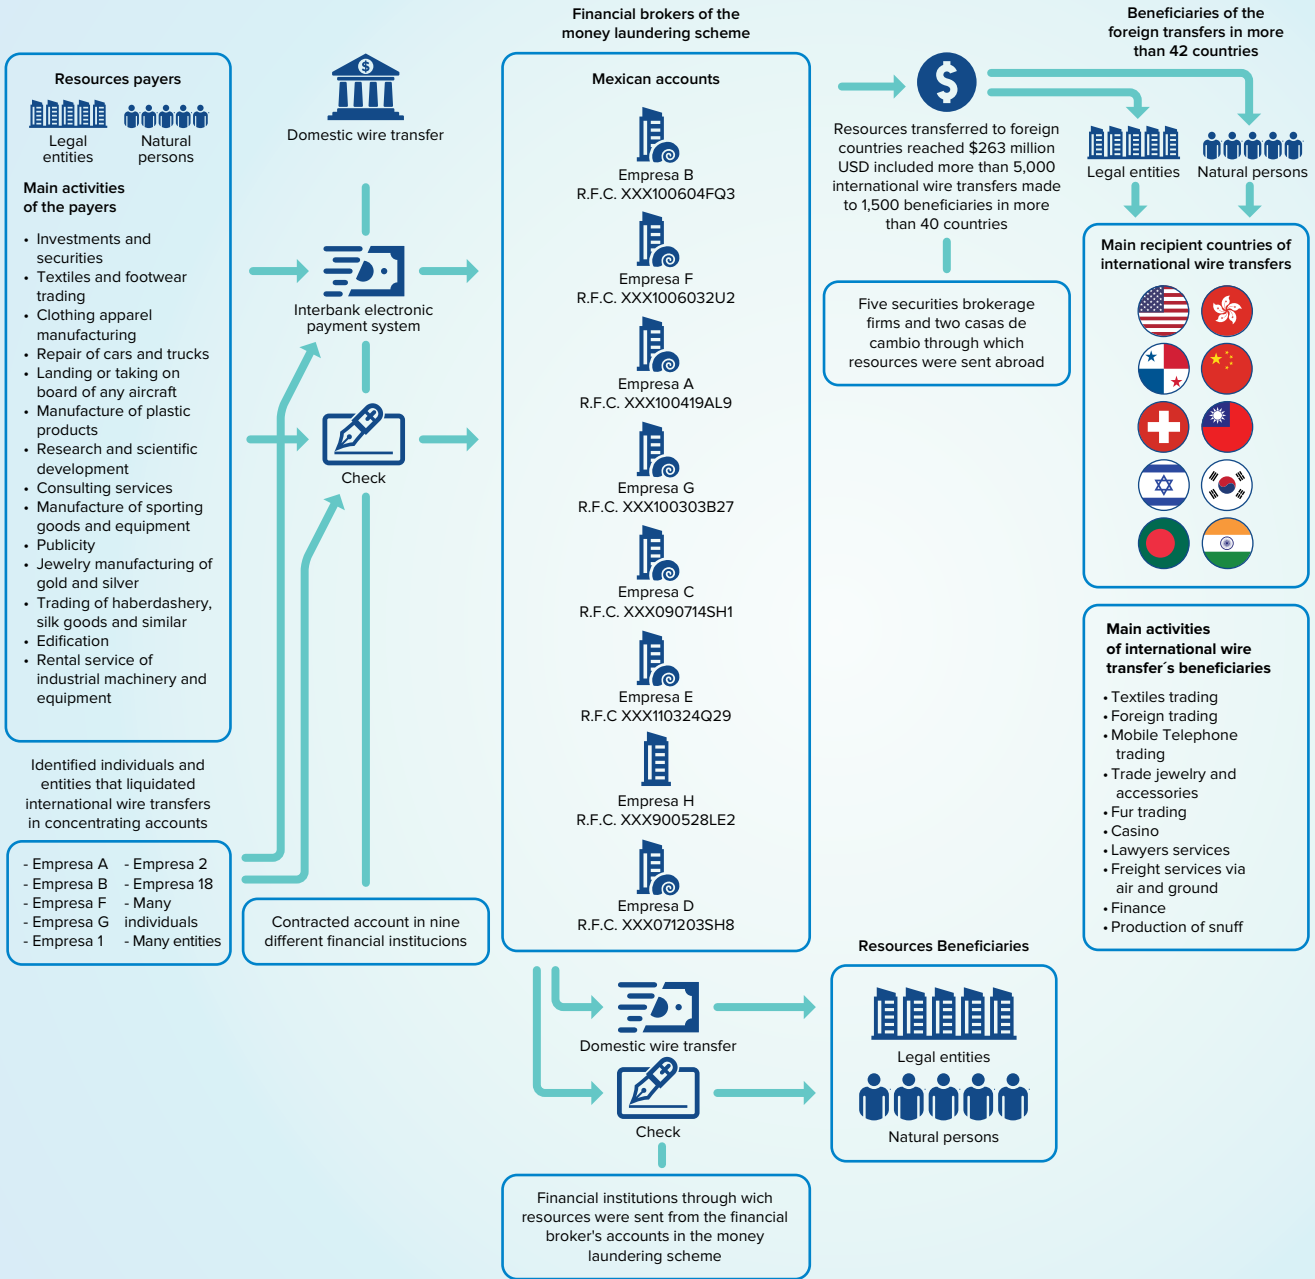 Financial brokers of the
money laundering scheme
Beneficiaries of the
foreign transfers in more
than 42 countries
Resources payers
Legal
entities
Natural
persons
Main activities
of the payers
• Investments and
securities
• Textiles and footwear
trading
• Clothing apparel
manufacturing
• Repair of cars and trucks
• Landing or taking on
board of any aircraft
• Manufacture of plastic
products
• Research and scientific
development
• Consulting services
• Manufacture of sporting
goods and equipment
• Publicity
• Jewelry manufacturing of
gold and silver
• Trading of haberdashery,
silk goods and similar
• Edification
• Rental service of
industrial machinery and
equipment
Identified individuals and
entities that liquidated
international wire transfers
in concentrating accounts
- Empresa A
- Empresa B
- Empresa F
- Empresa G
- Empresa 1
- Empresa 2
- Empresa 18
- Many
individuals
- Many entities
$
Domestic wire transfer
Interbank electronic
payment system
Check
Contracted account in nine
different financial institucions
Mexican accounts
Empresa B
R.F.C. XXX100604FQ3
Empresa F
R.F.C. XXX1006032U2
Empresa A
R.F.C. XXX100419AL9
Empresa G
R.F.C. XXX100303B27
Empresa C
R.F.C. XXX090714SH1
Empresa E
R.F.C XXX110324Q29
Empresa H
R.F.C. XXX900528LE2
Empresa D
R.F.C. XXX071203SH8
$
Resources transferred to foreign
countries reached $263 million
USD included more than 5,000
international wire transfers made
to 1,500 beneficiaries in more
than 40 countries
Five securities brokerage
firms and two casas de
cambio through which
resources were sent abroad
Legal entities
Natural persons
Main recipient countries of
international wire transfers
Main activities
of international wire
transfer´s beneficiaries
• Textiles trading
• Foreign trading
• Mobile Telephone
trading
• Trade jewelry and
accessories
• Fur trading
• Casino
• Lawyers services
• Freight services via
air and ground
• Finance
• Production of snuff
Domestic wire transfer
Check
Financial institutions through wich
resources were sent from the financial
broker's accounts in the money
laundering scheme
Resources Beneficiaries
Legal entities
Natural persons